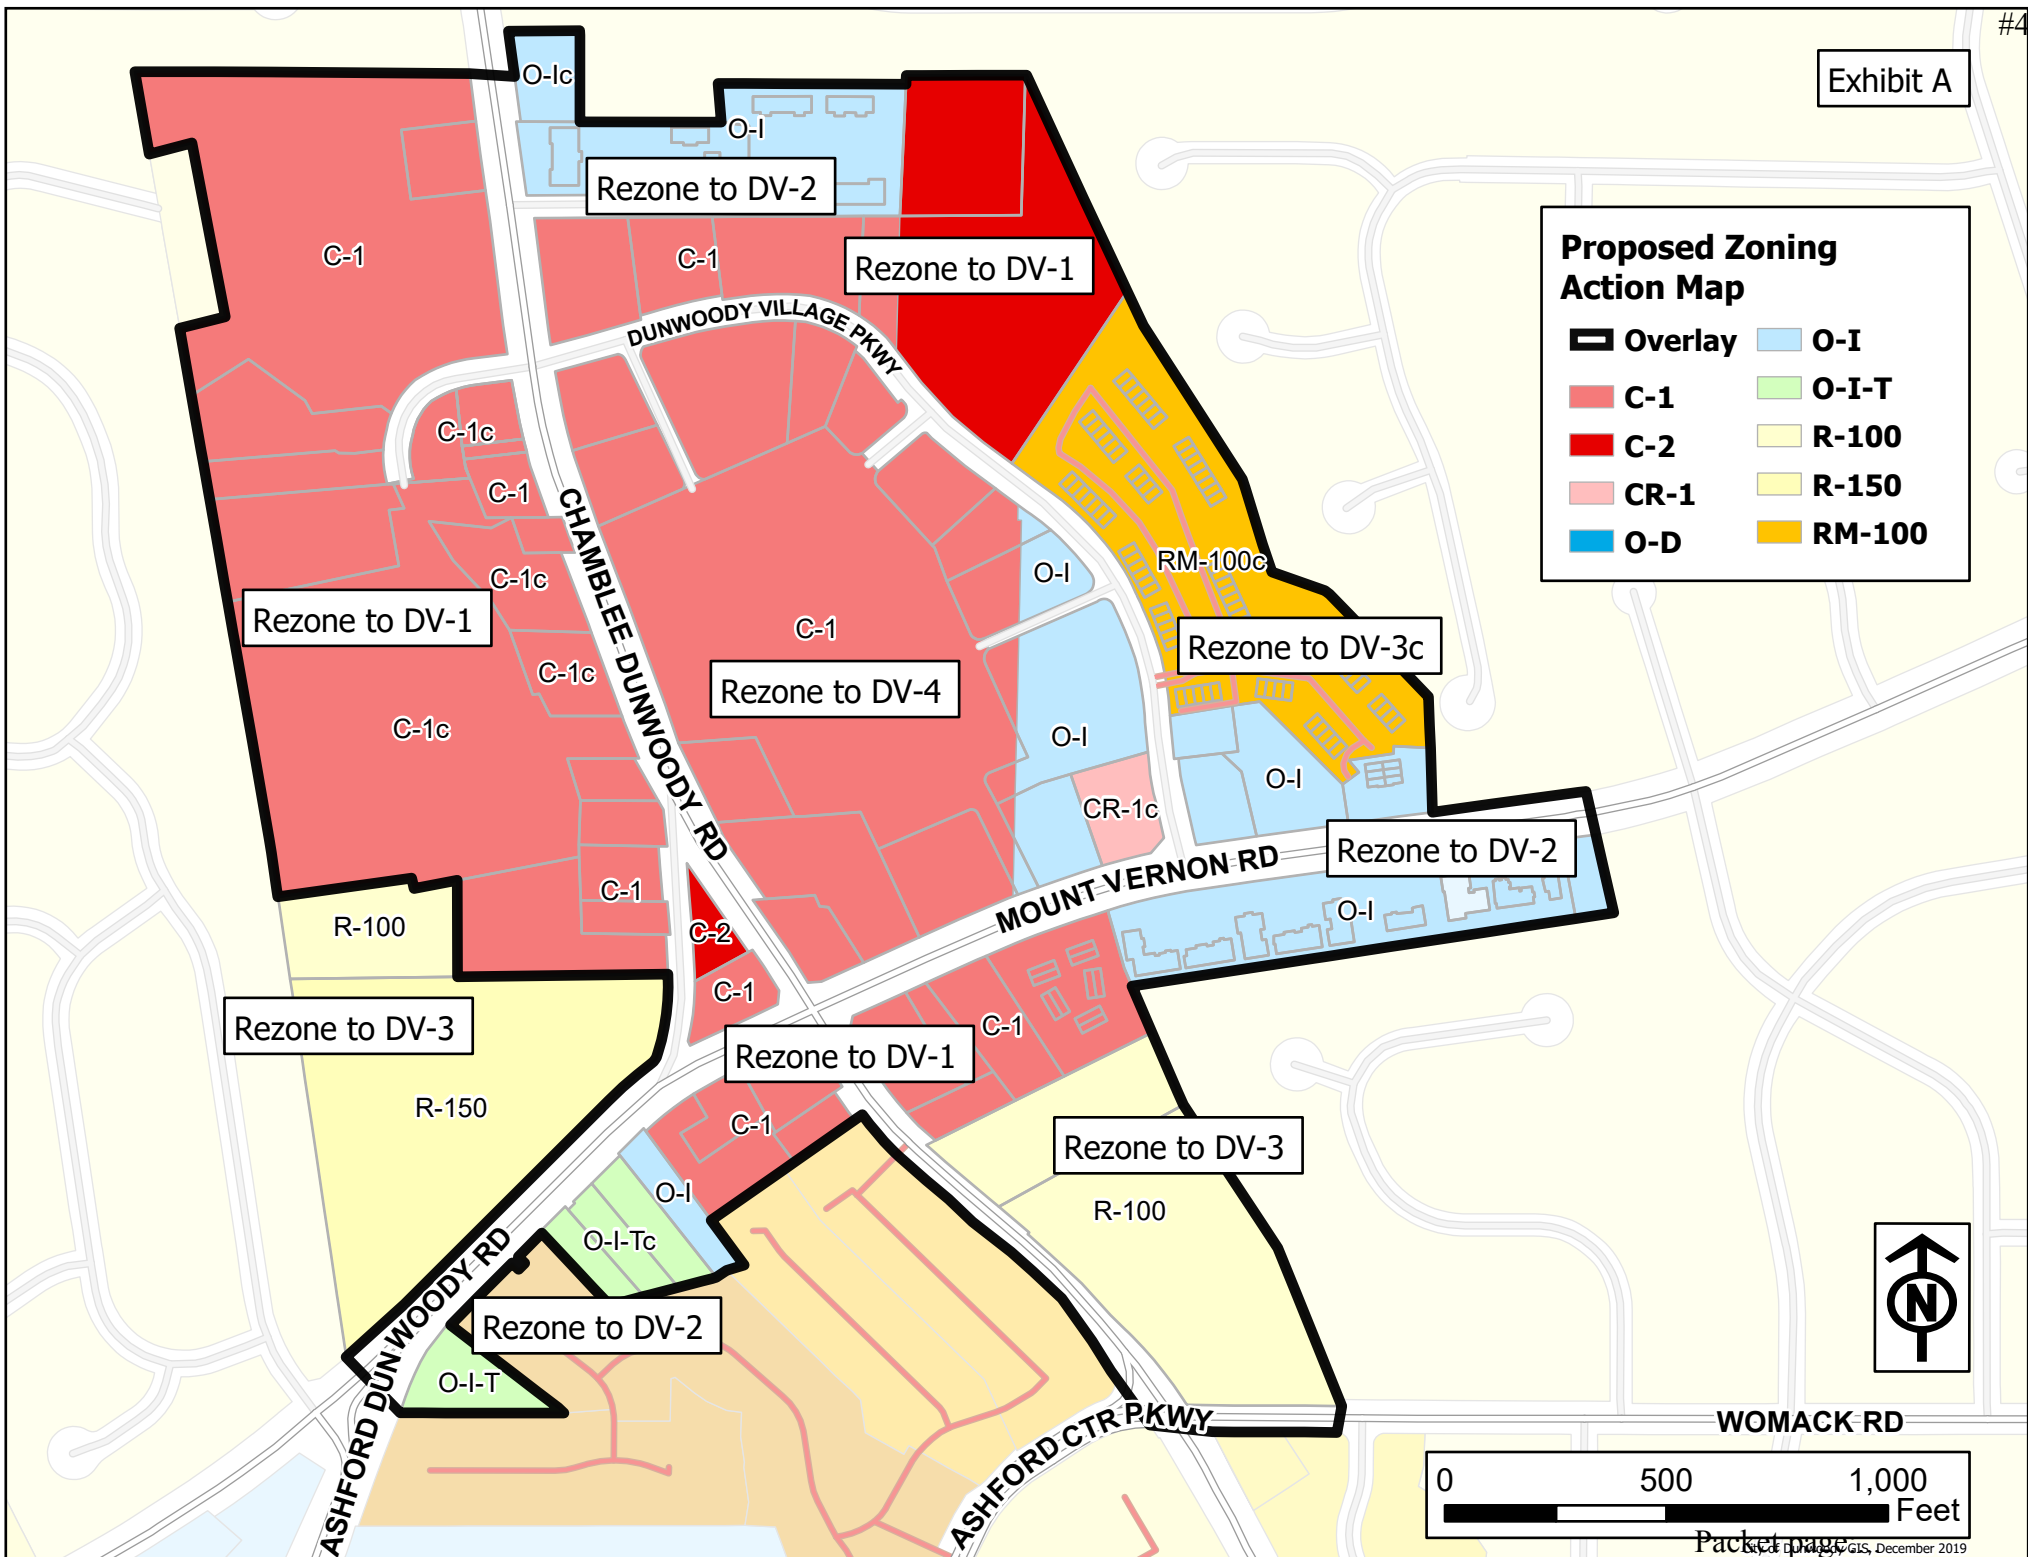 #4
Exhibit A
O-Ic
O-I
Rezone to DV-2
C-1
C-1
Rezone to DV-1
DUNWOODY VILLAGE PKWY
Proposed Zoning
Action Map
Overlay
C-1
C-2
CR-1
O-D
O-I
O-I-T
R-100
R-150
RM-100
C-1c
C-1
C-1c
Rezone to DV-1
C-1c
C-1c
CHAMBLEE-DUNWOODY RD
C-1
Rezone to DV-4
O-I
RM-100c
Rezone to DV-3c
O-I
O-I
CR-1c
Rezone to DV-2
MOUNT VERNON RD
O-I
C-1
R-100
C-2
C-1
C-1
Rezone to DV-3
Rezone to DV-1
R-150
C-1
Rezone to DV-3
R-100
O-I
O-I-Tc
Rezone to DV-2
O-I-T
ASHFORD DUNWOODY RD
ASHFORD CTR PKWY
WOMACK RD
N
0 500 1,000
Feet
Packet page
City of Dunwoody GIS, December 2019